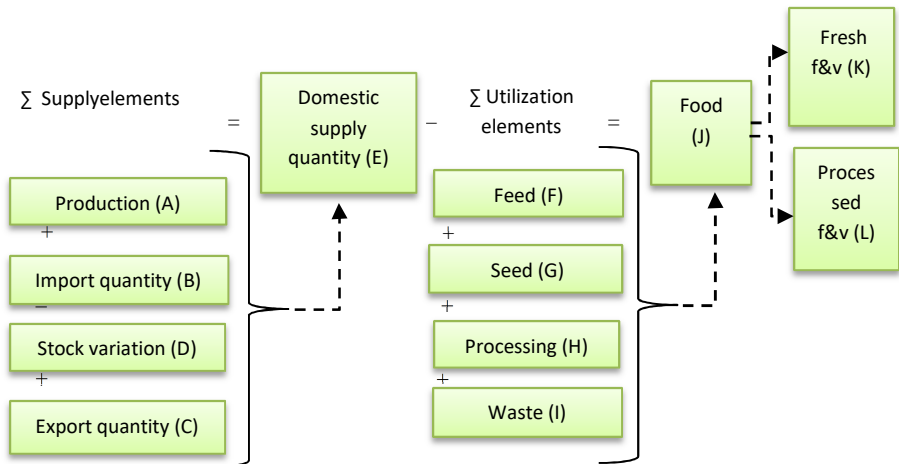 ∑ Supplyelements
=
Domestic
supply
quantity (E)
−
∑ Utilization
elements
=
Food
(J)
Fresh
f&v (K)
Proces
sed
f&v (L)
Production (A)
+
Import quantity (B)
−
Stock variation (D)
+
Export quantity (C)
Feed (F)
+
Seed (G)
+
Processing (H)
+
Waste (I)